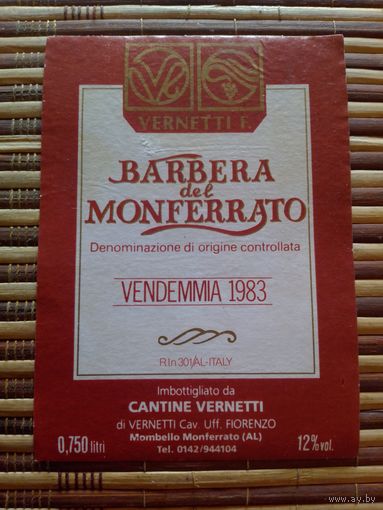 VERNETTI F.
BARBERA
del
MONFERRATO
Denominazione di origine controllata
VENDEMMIA 1983
R.I.n 301/AL-ITALY
Imbottigliato da
CANTINE VERNETTI
di VERNETTI Cav. Uff. FIORENZO
Mombello Monferrato (AL)
0,750 litri
Tel. 0142/944104
12% vol.
www.ay.by